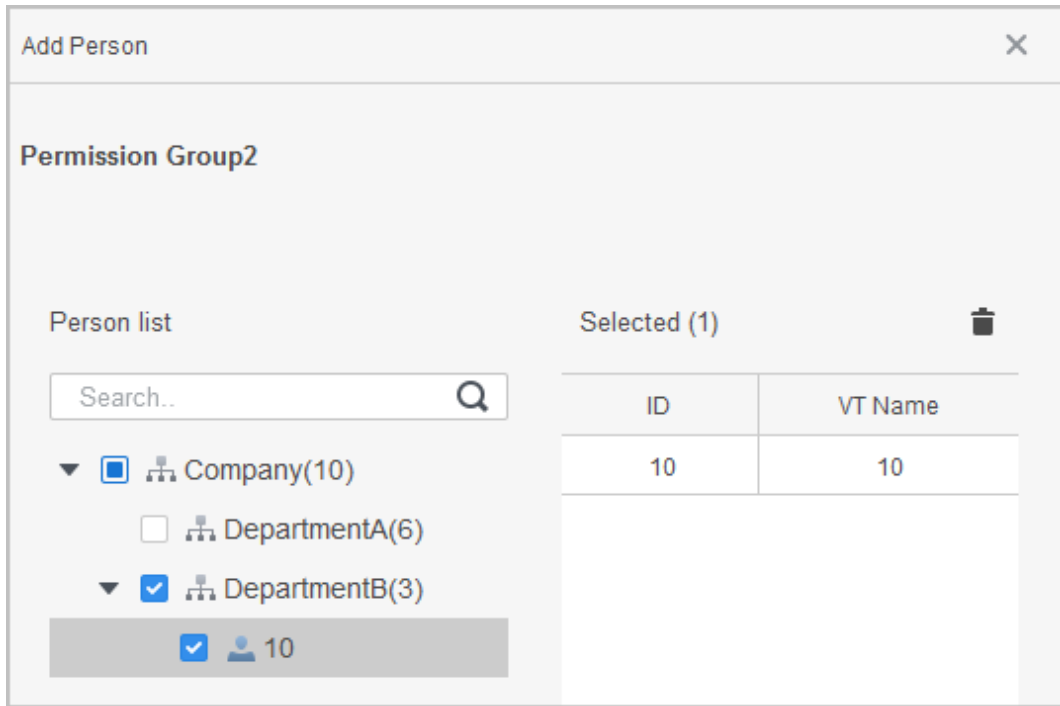 Add Person
Permission Group2
Person list
Search..
Company(10)
DepartmentA(6)
DepartmentB(3)
10
Selected (1)
ID VT Name
10 10